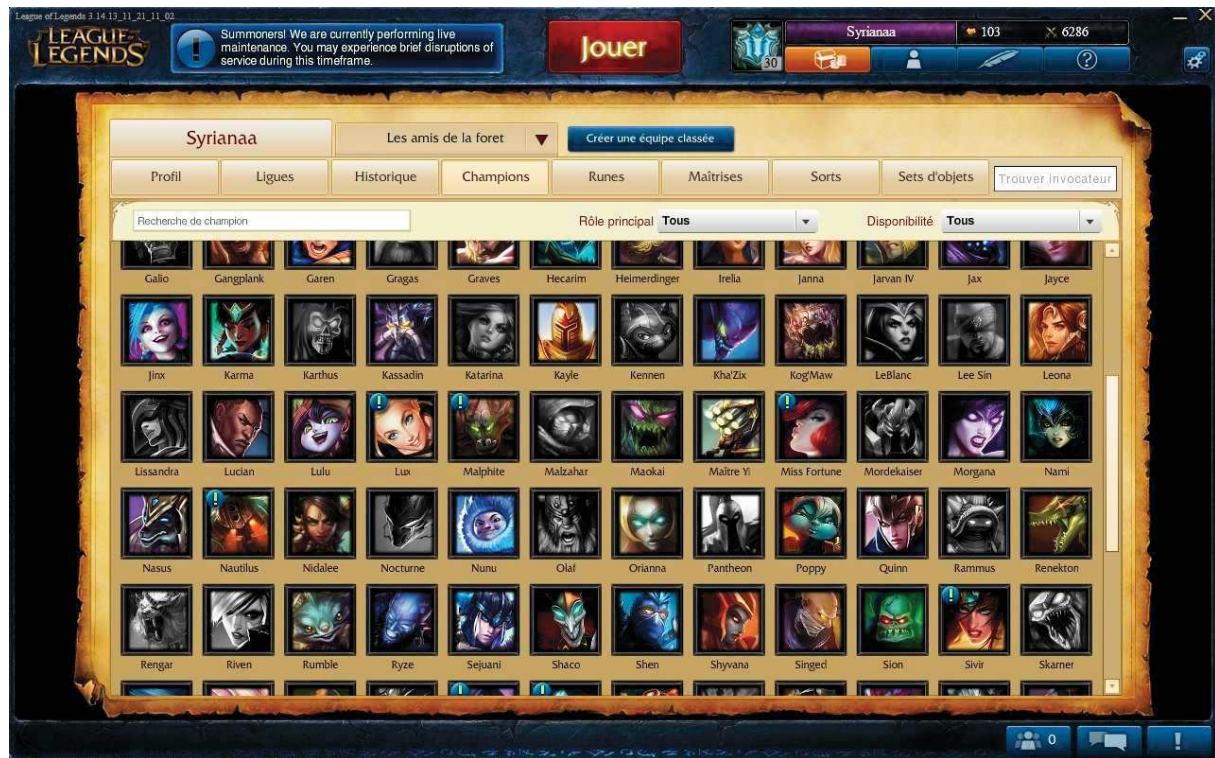 League of Legends 3.14.13_11_21_11_02
LEAGUE OF LEGENDS
Summoners! We are currently performing live
maintenance. You may experience brief disruptions of
service during this timeframe.
Jouer
30
Syrianaa
103
6286
Syrianaa
Les amis de la foret
Créer une équipe classée
Profil
Ligues
Historique
Champions
Runes
Maîtrises
Sorts
Sets d'objets
Trouver invocateur
Recherche de champion
Rôle principal Tous
Disponibilité Tous
Galio Gangplank Garen Gragas Graves Hecarim Heimerdinger Irelia Janna Jarvan IV Jax Jayce
Jinx Karma Karthus Kassadin Katarina Kayle Kennen Kha'Zix Kog'Maw LeBlanc Lee Sin Leona
Lissandra Lucian Lulu Lux Malphite Malzahar Maokai Maître Yi Miss Fortune Mordekaiser Morgana Nami
Nasus Nautilus Nidalee Nocturne Nunu Olaf Orianna Pantheon Poppy Quinn Rammus Renekton
Rengar Riven Rumble Ryze Sejuani Shaco Shen Shyvana Singed Sion Sivir Skarner
0